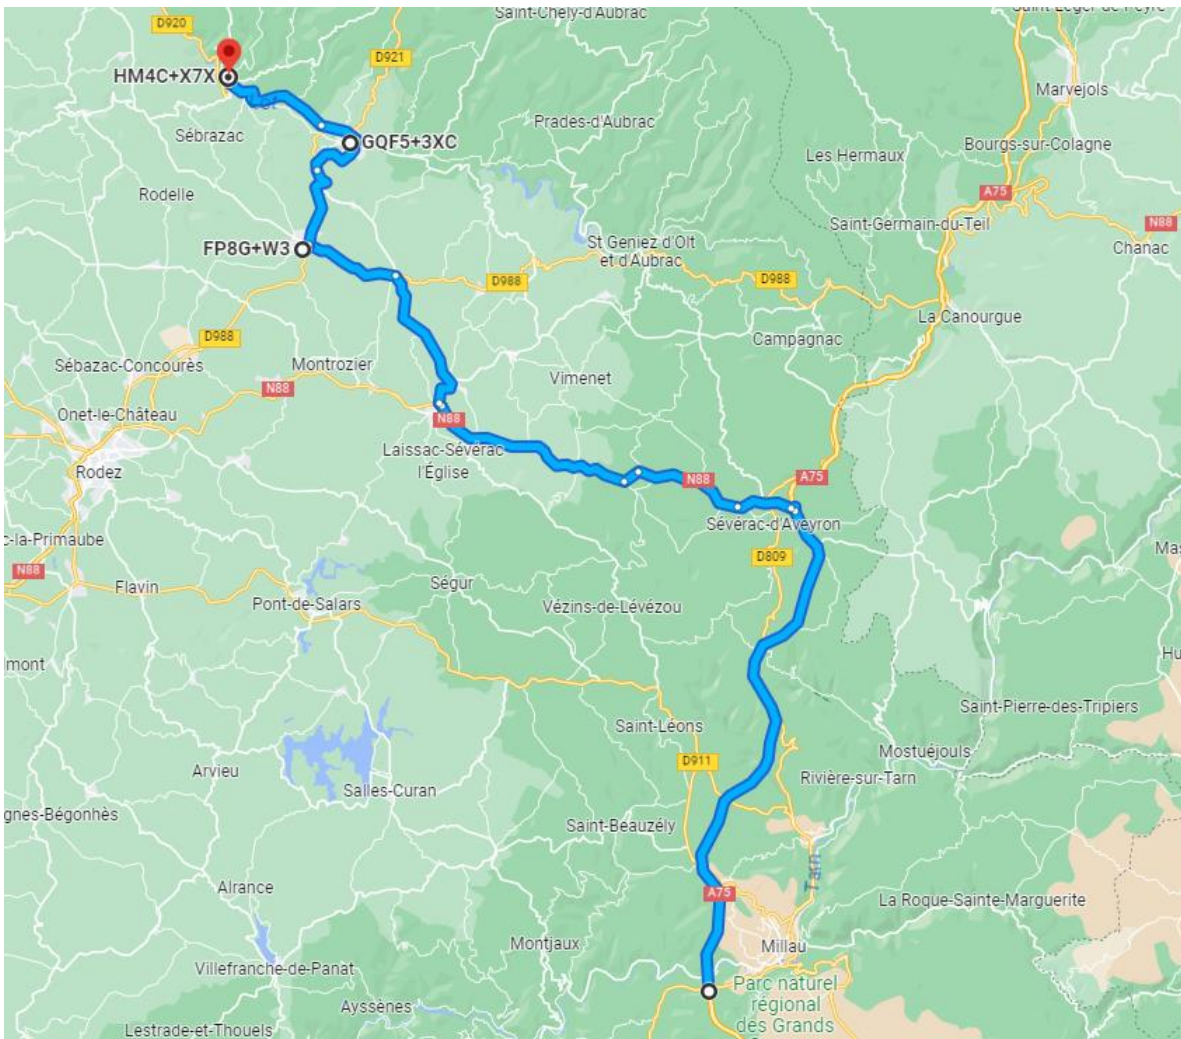 Saint-Chély-d'Aubrac
D920
D921
HM4C+X7X
Marvejols
Sébrazac
Prades-d'Aubrac
GQF5+3XC
Bourgs-sur-Colagne
Les Hermaux
Rodelle
A75
Saint-Germain-du-Teil
N88
FP8G+W3
St Geniez d'Olt
et d'Aubrac
Chanac
D988
D988
La Canourgue
D988
Campagnac
Sébazac-Concourès
Montrozier
Vimenet
N88
Onet-le-Château
N88
Laissac-Sévérac
l'Église
Rodez
N88
A75
Sévérac-d'Aveyron
c-la-Primaube
D809
N88
Flavin
Ségur
Pont-de-Salars
Vézins-de-Lévézou
mont
Saint-Pierre-des-Tripiers
Saint-Léons
Mostuéjouls
D911
Arvieu
Rivière-sur-Tarn
Salles-Curan
gnes-Bégonhès
Saint-Beauzély
Tarn
Alrance
A75
La Roque-Sainte-Marguerite
Montjaux
Millau
Villefranche-de-Panat
Parc naturel
régional
des Grands
Ayssènes
Lestrade-et-Thouels